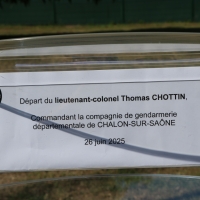 Départ du lieutenant-colonel Thomas CHOTTIN,
Commandant la compagnie de gendarmerie
départementale de CHALON-SUR-SAÔNE
26 juin 2025